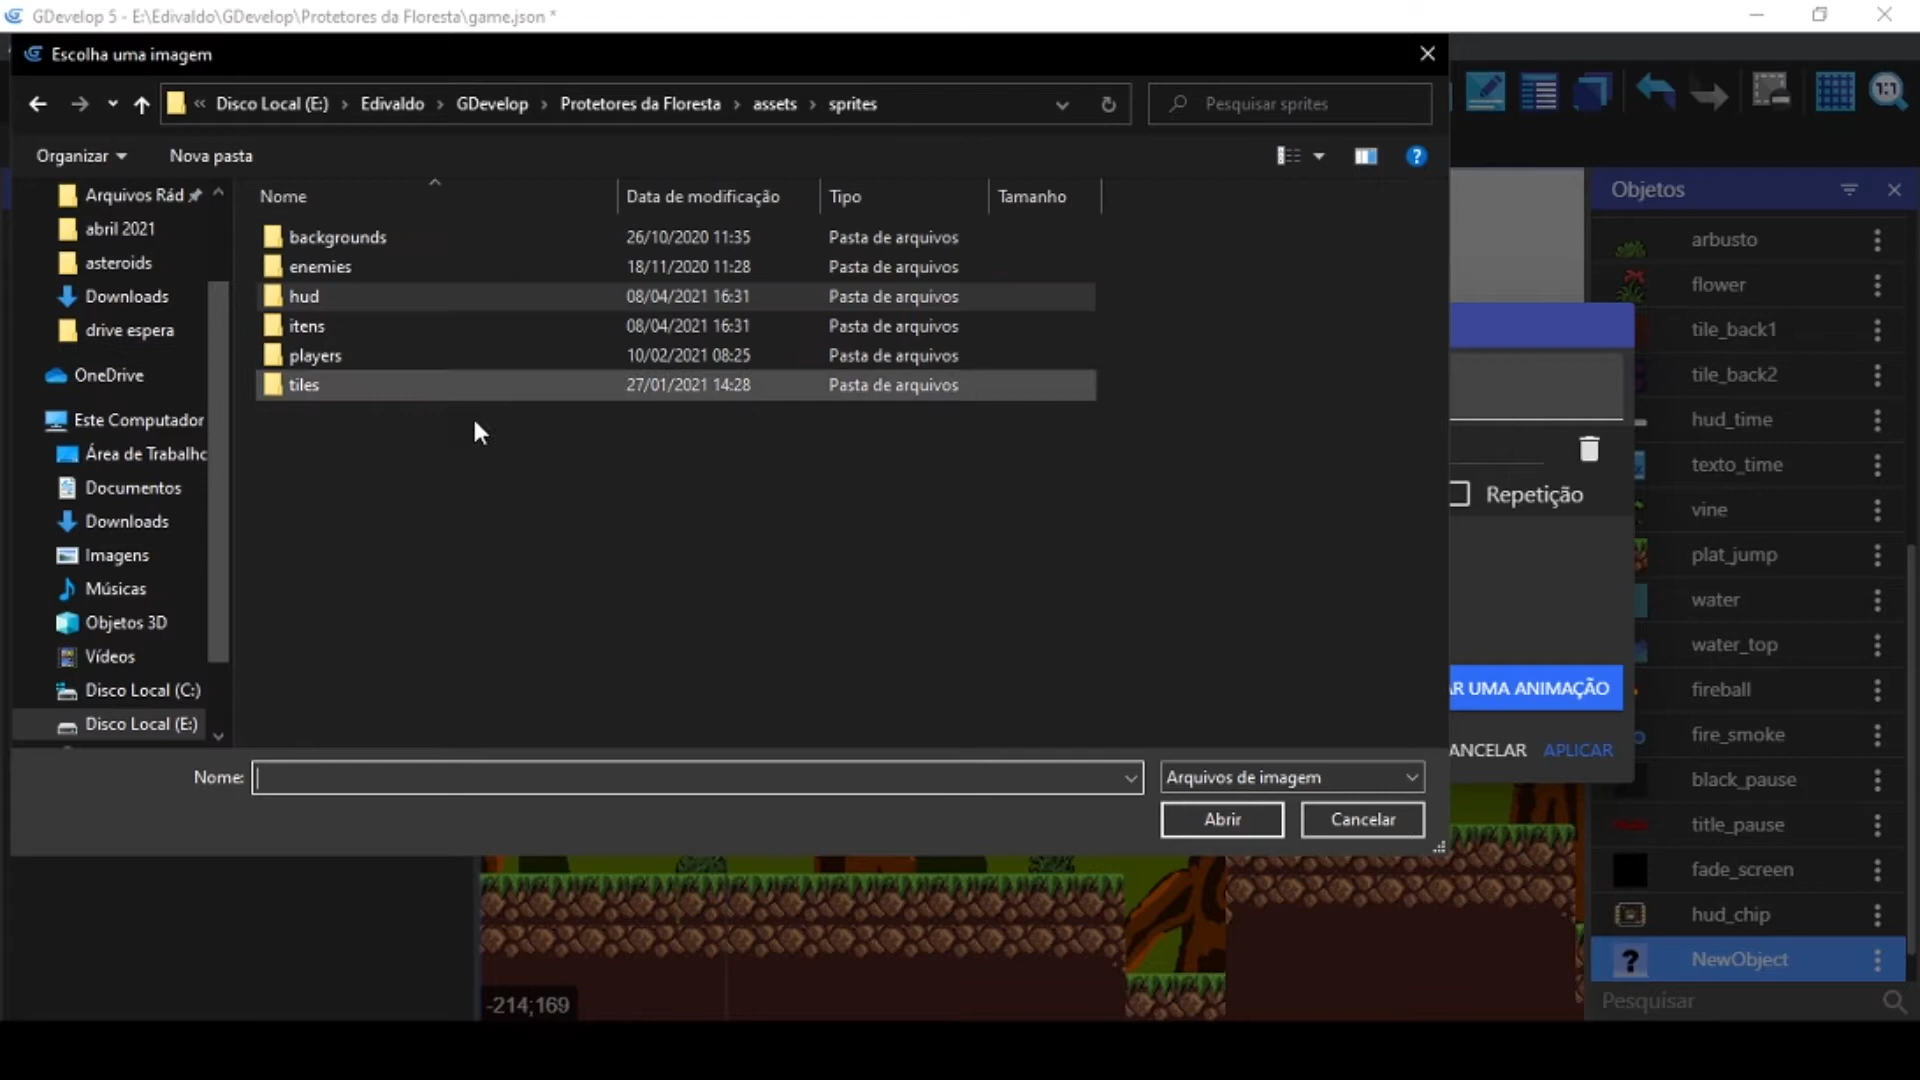 GDevelop 5 - E:\Edivaldo\GDevelop\Protetores da Floresta\game.json *
Escolha uma imagem
« Disco Local (E:) › Edivaldo › GDevelop › Protetores da Floresta › assets › sprites
Pesquisar sprites
1:1
Organizar
Nova pasta
?
Arquivos Rád
abril 2021
asteroids
Downloads
drive espera
OneDrive
Este Computador
Área de Trabalho
Documentos
Downloads
Imagens
Músicas
Objetos 3D
Vídeos
Disco Local (C:)
Disco Local (E:)
Nome Data de modificação Tipo Tamanho
backgrounds 26/10/2020 11:35 Pasta de arquivos
enemies 18/11/2020 11:28 Pasta de arquivos
hud 08/04/2021 16:31 Pasta de arquivos
itens 08/04/2021 16:31 Pasta de arquivos
players 10/02/2021 08:25 Pasta de arquivos
tiles 27/01/2021 14:28 Pasta de arquivos
Nome:
Arquivos de imagem
Abrir
Cancelar
Repetição
AR UMA ANIMAÇÃO
ANCELAR
APLICAR
Objetos
arbusto
flower
tile_back1
tile_back2
hud_time
texto_time
vine
plat_jump
water
water_top
fireball
fire_smoke
black_pause
title_pause
fade_screen
hud_chip
? NewObject
Pesquisar
-214;169